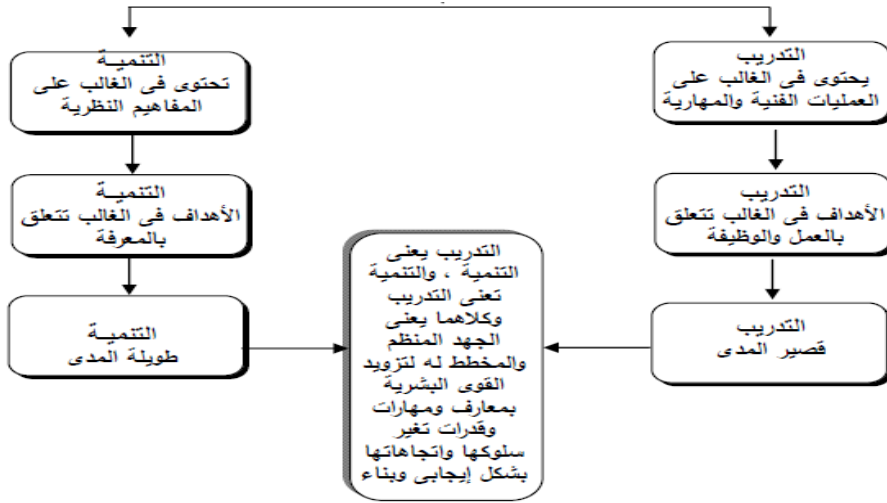 التدريب
يحتوى فى الغالب على
العمليات الفنية والمهارية
التدريب
الأهداف فى الغالب تتعلق
بالعمل والوظيفة
التدريب
قصير المدى
التنميـة
تحتوى فى الغالب على
المفاهيم النظرية
التنميـة
الأهداف فى الغالب تتعلق
بالمعرفة
التنميـة
طويلة المدى
التدريب يعنى
التنمية ، والتنمية
تعنى التدريب
وكلاهما يعنى
الجهد المنظم
والمخطط له لتزويد
القوى البشرية
بمعارف ومهارات
وقدرات تغير
سلوكها واتجاهاتها
بشكل إيجابى وبناء